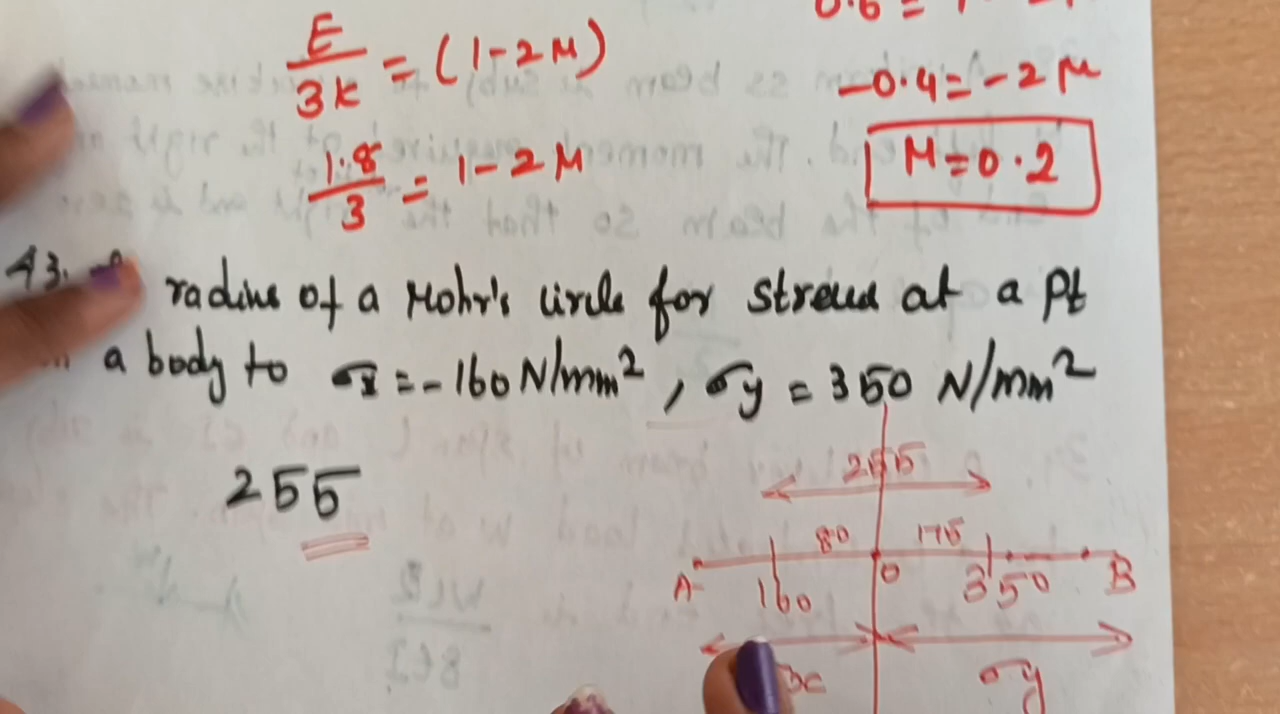 E/3K = (1-2μ)
-0.4 = -2μ
1.8/3 = 1-2μ
μ = 0.2
43. radius of a Mohr's circle for stress at a pt
a body to σx = -160 N/mm², σy = 350 N/mm²
255
255
80 175
A 160 0 350 B
x σy